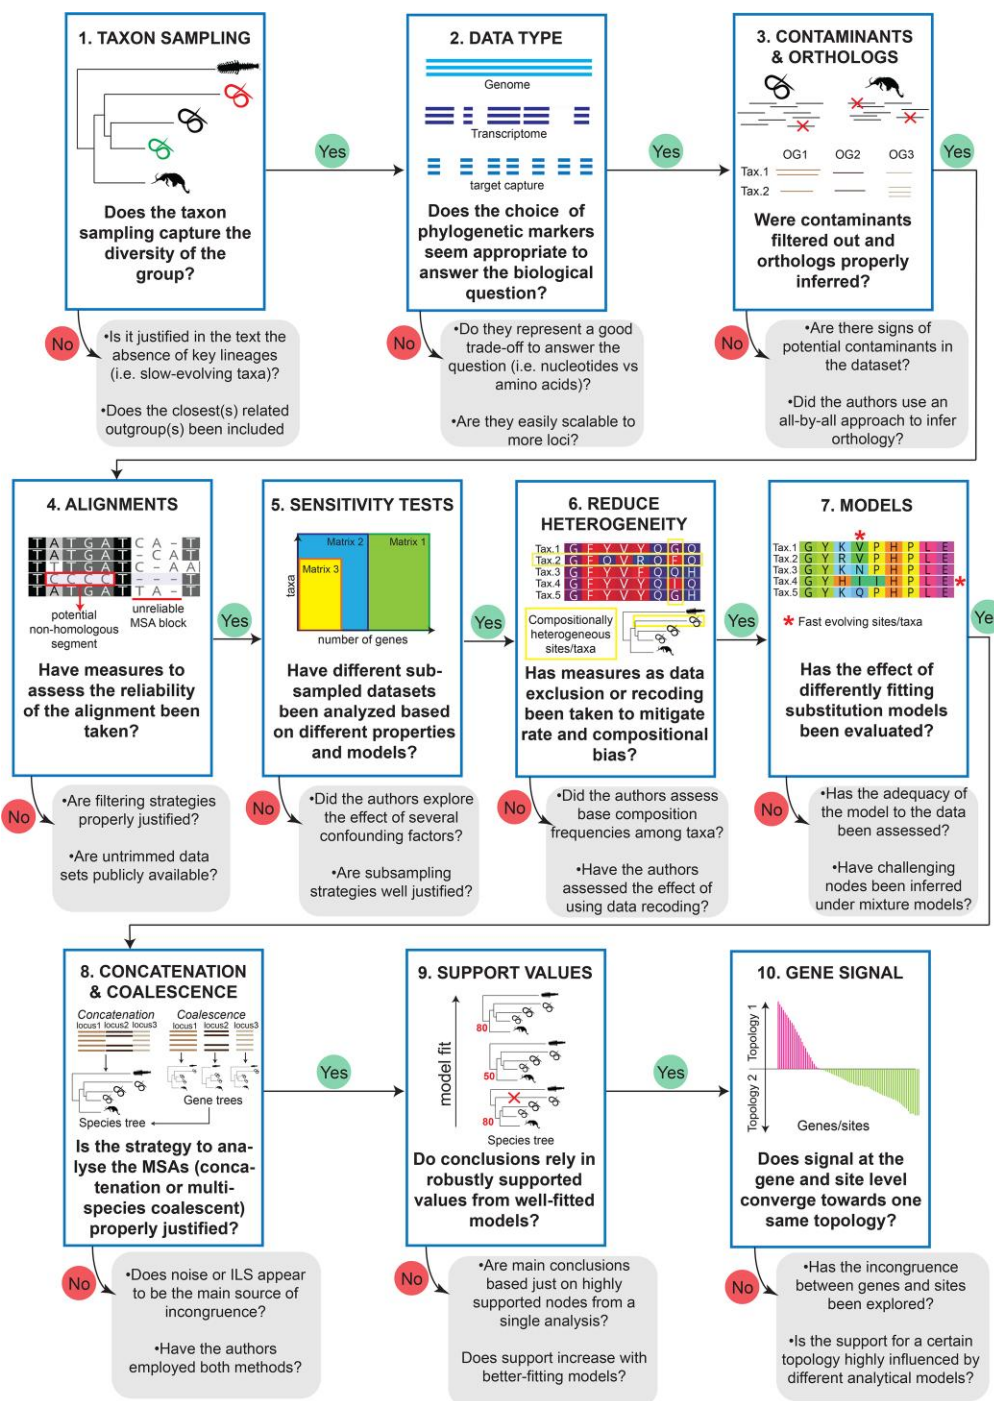 1. TAXON SAMPLING
Does the taxon
sampling capture the
diversity of the
group?
Yes
No
•Is it justified in the text the
absence of key lineages
(i.e. slow-evolving taxa)?
•Does the closest(s) related
outgroup(s) been included
2. DATA TYPE
Genome
Transcriptome
target capture
Does the choice of
phylogenetic markers
seem appropriate to
answer the biological
question?
Yes
No
•Do they represent a good
trade-off to answer the
question (i.e. nucleotides vs
amino acids)?
•Are they easily scalable to
more loci?
3. CONTAMINANTS
& ORTHOLOGS
OG1 OG2 OG3
Tax.1
Tax.2
Were contaminants
filtered out and
orthologs properly
inferred?
Yes
No
•Are there signs of
potential contaminants in
the dataset?
•Did the authors use an
all-by-all approach to infer
orthology?
4. ALIGNMENTS
T A T G A T C A – T
T A T G A T – C A T
T T G A T C – A A
T C C C C – – – T
T A T G A T T A – T
potential
non-homologous
segment
unreliable
MSA block
Have measures to
assess the reliability
of the alignment been
taken?
Yes
No
•Are filtering strategies
properly justified?
•Are untrimmed data
sets publicly available?
5. SENSITIVITY TESTS
taxa
Matrix 2
Matrix 1
Matrix 3
number of genes
Have different sub-
sampled datasets
been analyzed based
on different properties
and models?
Yes
No
•Did the authors explore
the effect of several
confounding factors?
•Are subsampling
strategies well justified?
6. REDUCE
HETEROGENEITY
Tax.1 G F Y V Y Q G Q
Tax.2 G F Q V R Q F Q
Tax.3 G F Y V F Q Q H
Tax.4 G F Y V Y Q I Q
Tax.5 G F Y V Y Q G H
Compositionally
heterogeneous
sites/taxa
Has measures as data
exclusion or recoding
been taken to mitigate
rate and compositional
bias?
Yes
No
•Did the authors assess
base composition
frequencies among taxa?
•Have the authors
assessed the effect of
using data recoding?
7. MODELS
*
Tax.1 G Y K V P H P L E
Tax.2 G Y R V P H P L E
Tax.3 G Y K N P H P L E
Tax.4 G Y H I I H P L E *
Tax.5 G Y K Q P H P L E
* Fast evolving sites/taxa
Has the effect of
differently fitting
substitution models
been evaluated?
Yes
No
•Has the adequacy of
the model to the data
been assessed?
•Have challenging
nodes been inferred
under mixture models?
8. CONCATENATION
& COALESCENCE
Concatenation
locus1 locus2 locus3
Coalescence
locus1 locus2 locus3
Gene trees
Species tree
Is the strategy to ana-
lyse the MSAs (conca-
tenation or multi-
species coalescent)
properly justified?
Yes
No
•Does noise or ILS appear
to be the main source of
incongruence?
•Have the authors
employed both methods?
9. SUPPORT VALUES
model fit
80
50
80
Species tree
Do conclusions rely in
robustly supported
values from well-fitted
models?
Yes
No
•Are main conclusions
based just on highly
supported nodes from a
single analysis?
Does support increase with
better-fitting models?
10. GENE SIGNAL
Topology 1
Topology 2
Genes/sites
Does signal at the
gene and site level
converge towards one
same topology?
No
•Has the incongruence
between genes and sites
been explored?
•Is the support for a certain
topology highly influenced by
different analytical models?